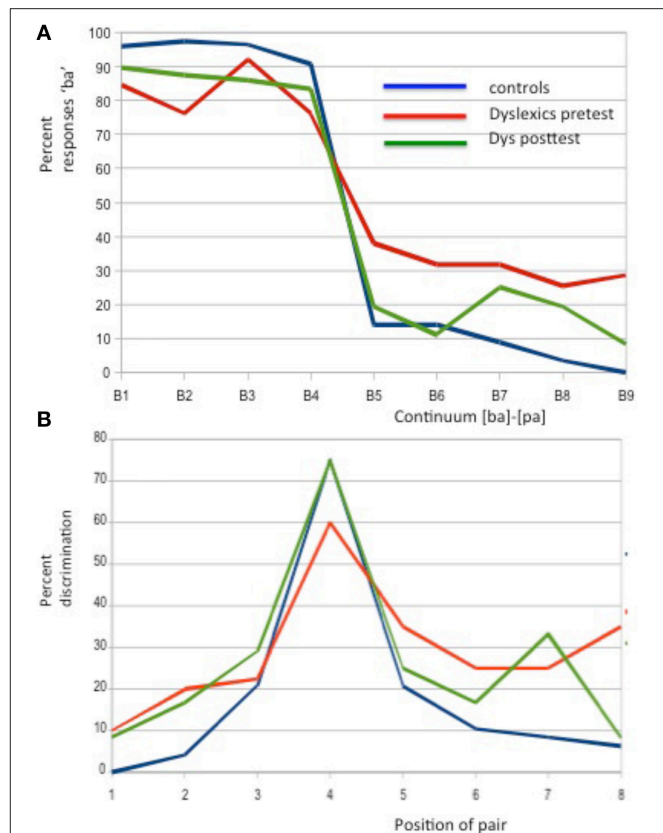 A
Percent
responses 'ba'
100
90
80
70
60
50
40
30
20
10
0
controls
Dyslexics pretest
Dys posttest
B1 B2 B3 B4 B5 B6 B7 B8 B9
Continuum [ba]-[pa]
B
Percent
discrimination
80
70
60
50
40
30
20
10
0
1 2 3 4 5 6 7 8
Position of pair